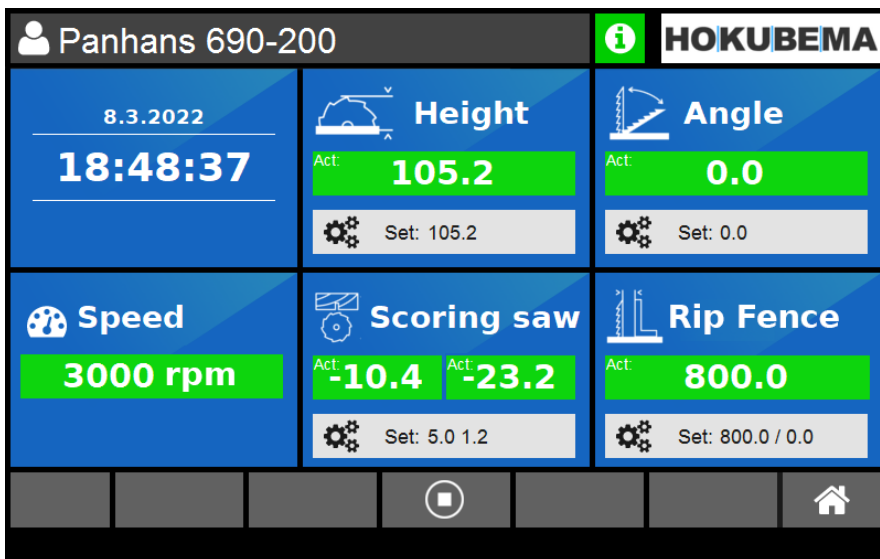 Panhans 690-200
i
HOKUBEMA
8.3.2022
18:48:37
Height
Act:
105.2
Set: 105.2
Angle
Act:
0.0
Set: 0.0
Speed
3000 rpm
Scoring saw
Act: -10.4 Act: -23.2
Set: 5.0 1.2
Rip Fence
Act:
800.0
Set: 800.0 / 0.0